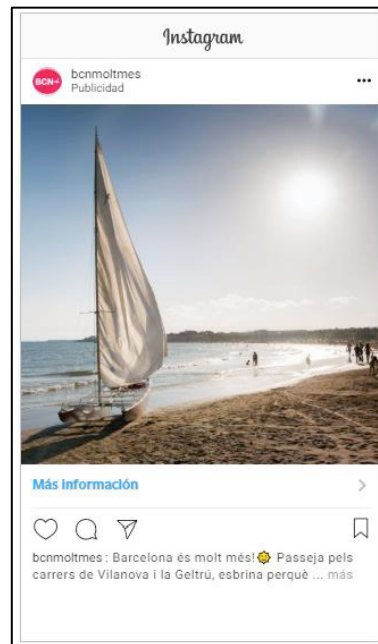 Instagram
BCN+
bcnmoltmes
Publicidad
Más información
bcnmoltmes : Barcelona és molt més!🌞 Passeja pels
carrers de Vilanova i la Geltrú, esbrina perquè ... más